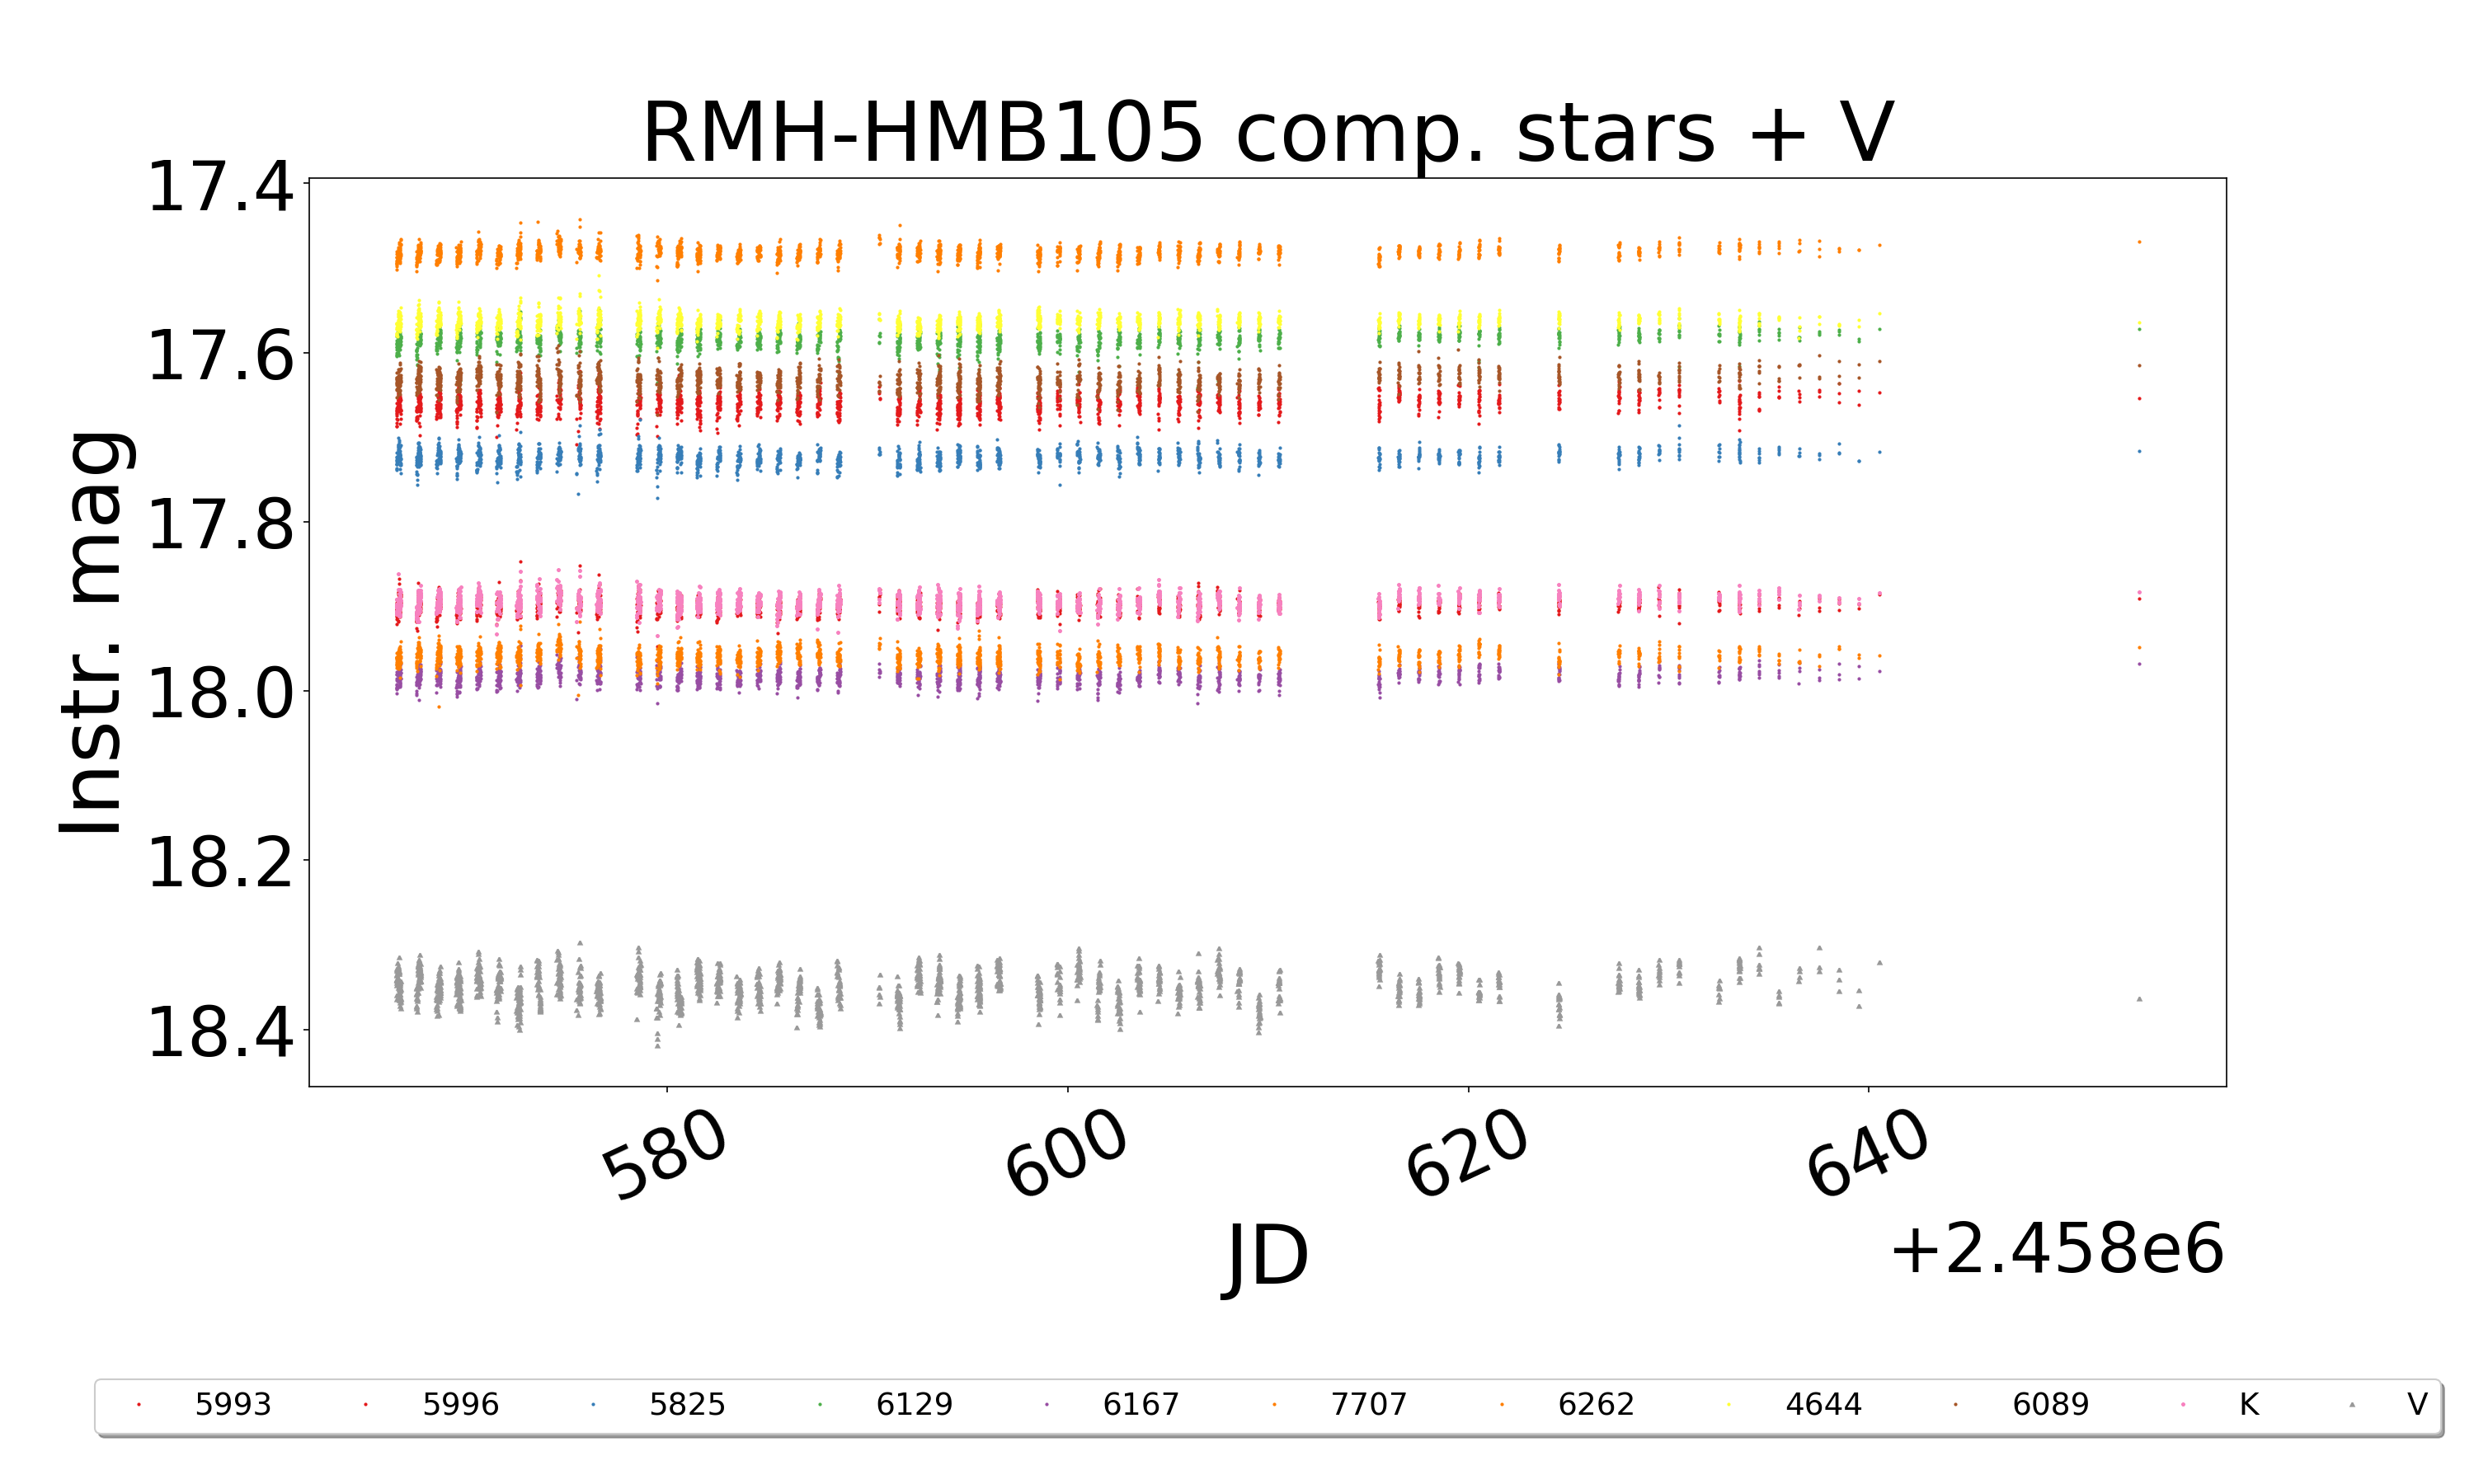 RMH-HMB105 comp. stars + V
17.4
17.6
17.8
18.0
18.2
18.4
Instr. mag
580 600 620 640
JD
+2.458e6
5993 5996 5825 6129 6167 7707 6262 4644 6089 K V